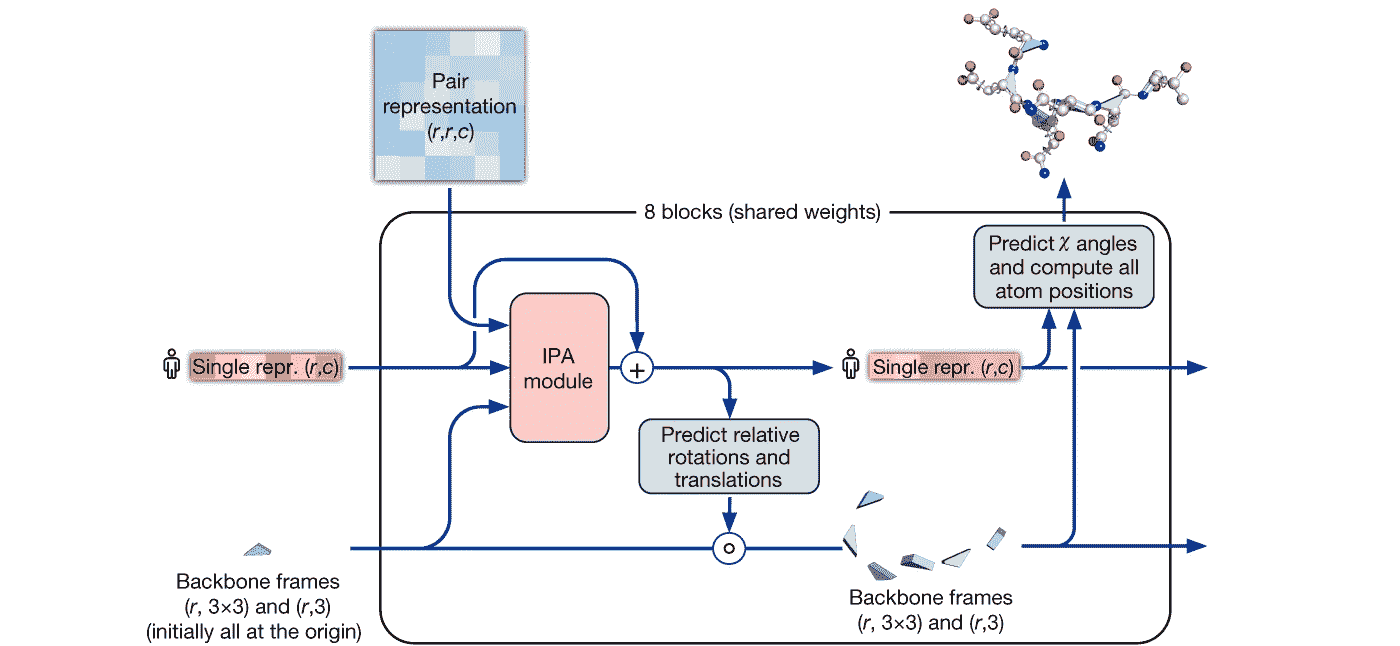 Pair
representation
(r,r,c)
8 blocks (shared weights)
Predict χ angles
and compute all
atom positions
Single repr. (r,c)
IPA
module
+
Single repr. (r,c)
Predict relative
rotations and
translations
Backbone frames
(r, 3×3) and (r,3)
(initially all at the origin)
Backbone frames
(r, 3×3) and (r,3)